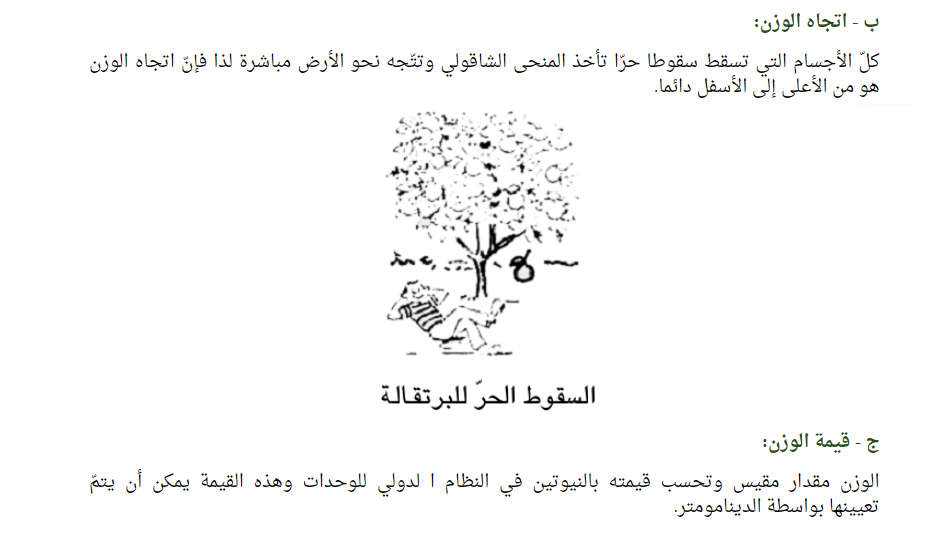 ب - اتجاه الوزن:
كلّ الأجسام التي تسقط سقوطا حرّا تأخذ المنحى الشاقولي وتتّجه نحو الأرض مباشرة لذا فإنّ اتجاه الوزن
هو من الأعلى إلى الأسفل دائما.
السقوط الحرّ للبرتقالة
ج - قيمة الوزن:
الوزن مقدار مقيس وتحسب قيمته بالنيوتين في النظام ا لدولي للوحدات وهذه القيمة يمكن أن يتمّ
تعيينها بواسطة الدينامومتر.